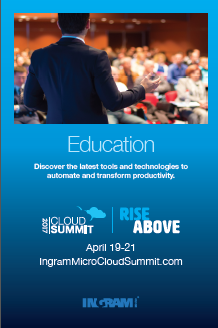 Education
Discover the latest tools and technologies to
automate and transform productivity.
2017
CLOUD
SUMMIT
RISE
ABOVE
April 19-21
IngramMicroCloudSummit.com
INGRAM